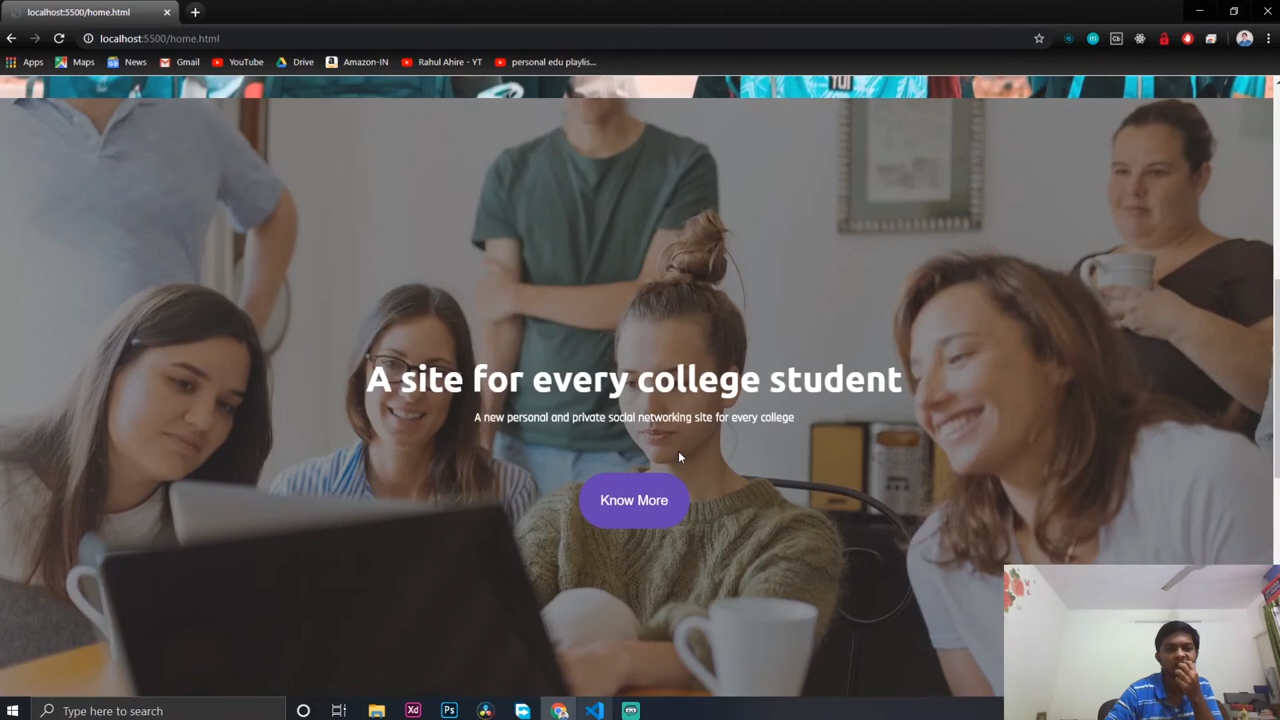 localhost:5500/home.html
localhost:5500/home.html
Apps Maps News Gmail YouTube Drive Amazon-IN Rahul Ahire - YT personal edu playlis...
A site for every college student
A new personal and private social networking site for every college
Know More
Type here to search
Xd Ps